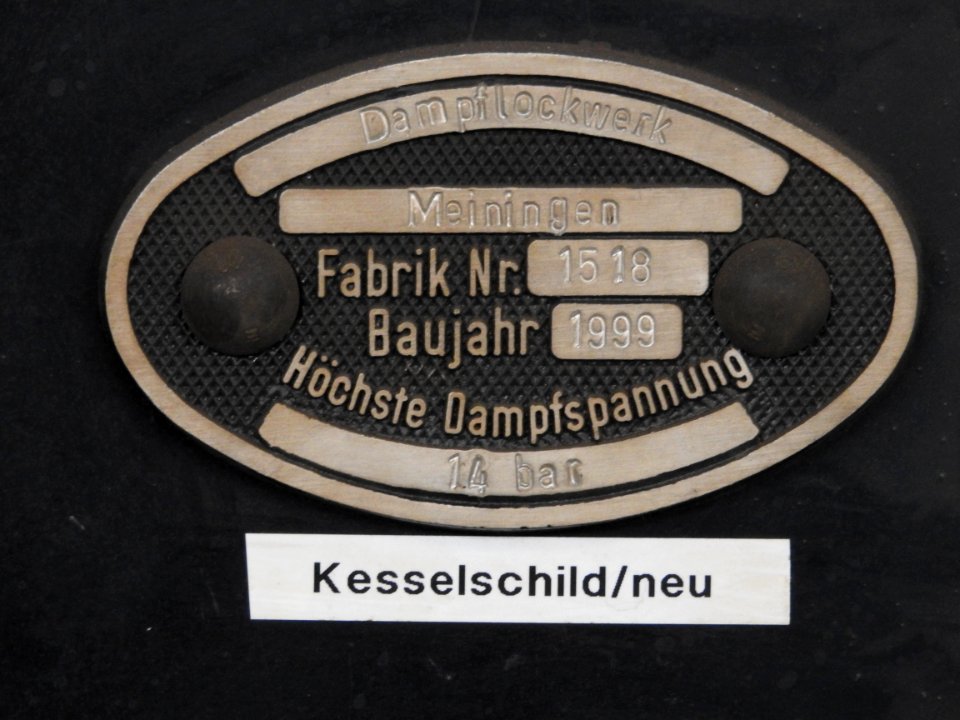 Dampflockwerk
Meiningen
Fabrik Nr. 1518
Baujahr 1999
Höchste Dampfspannung
14 bar
Kesselschild/neu